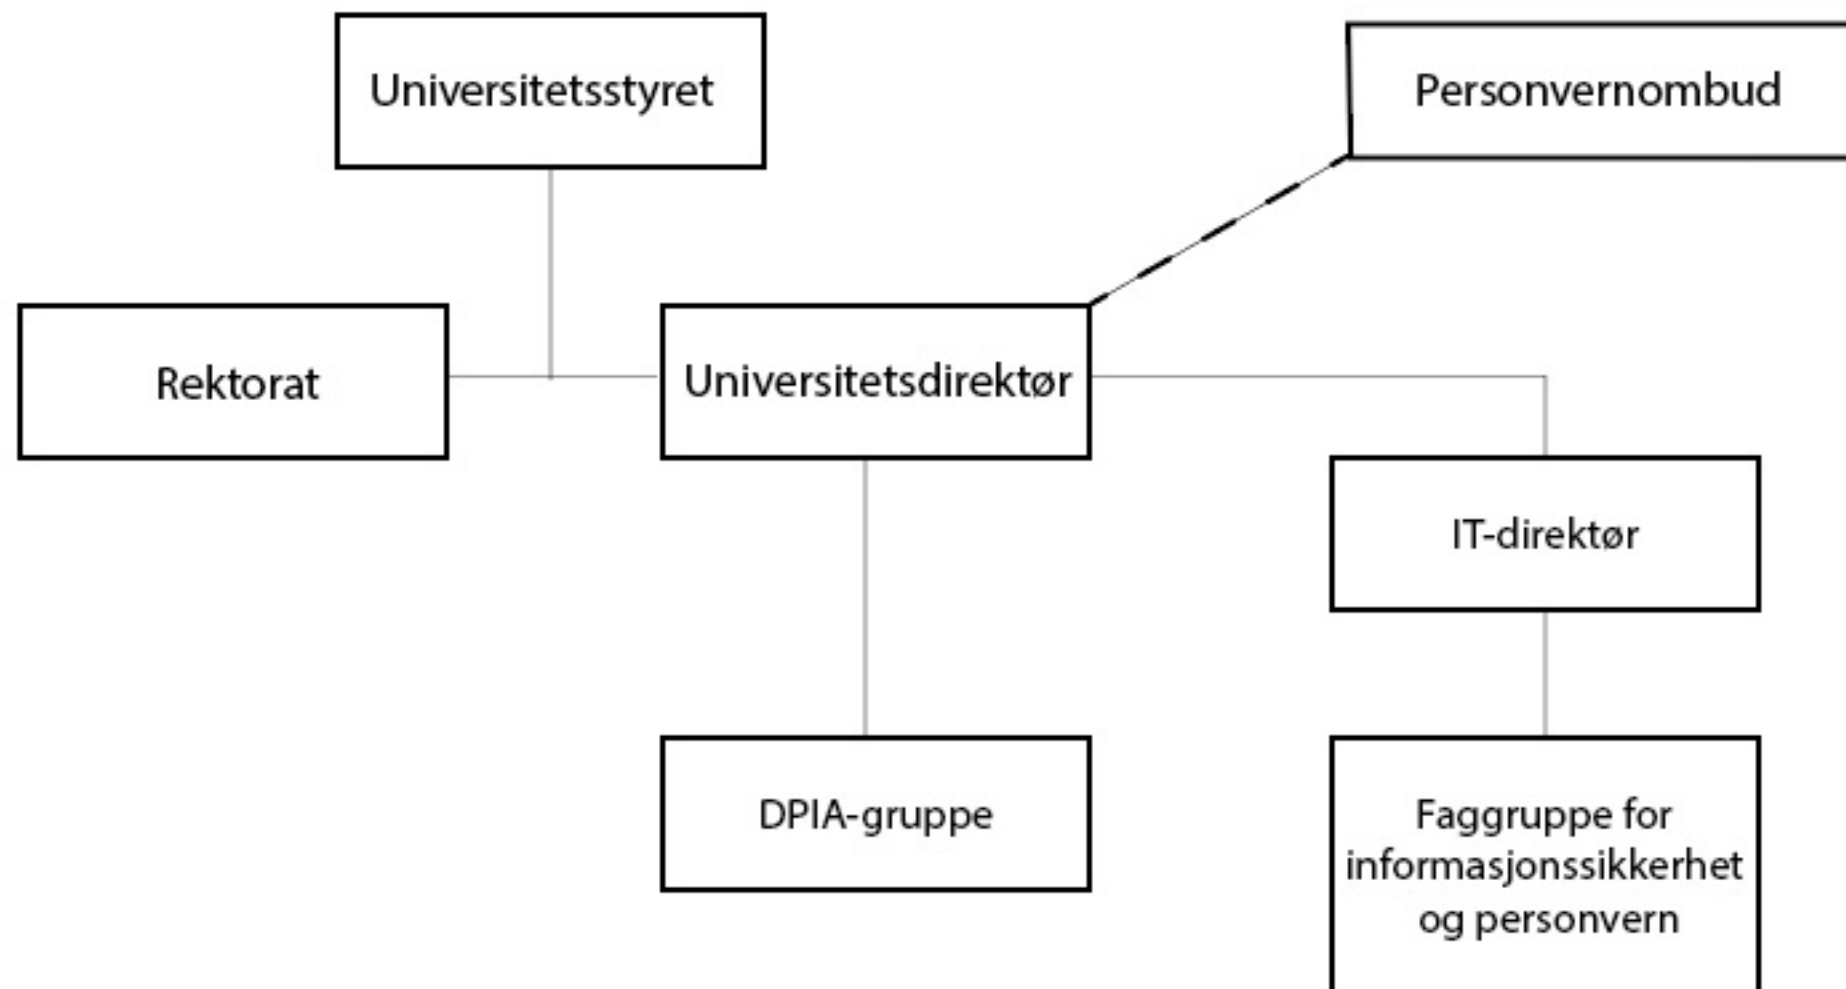 Universitetsstyret
Personvernombud
Rektorat
Universitetsdirektør
IT-direktør
DPIA-gruppe
Faggruppe for
informasjonssikkerhet
og personvern